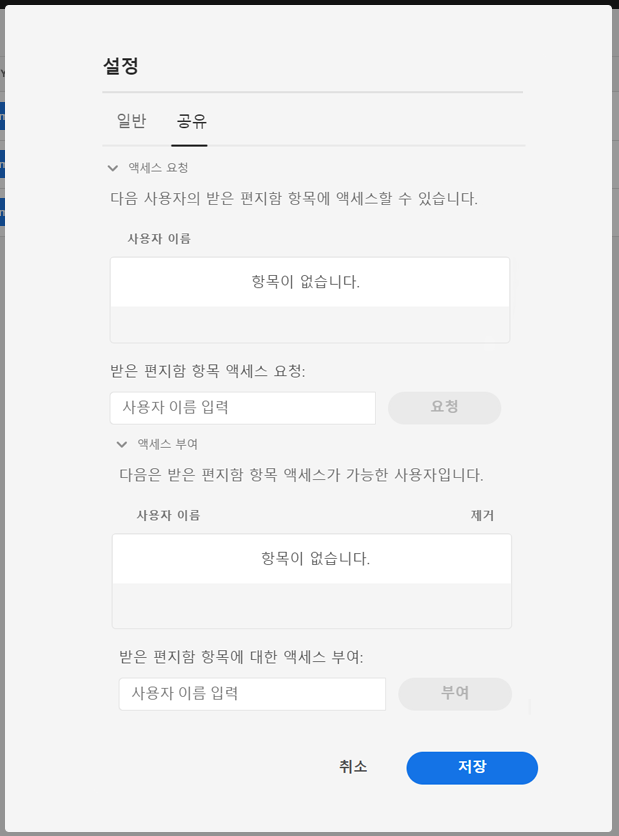 설정
일반 공유
액세스 요청
다음 사용자의 받은 편지함 항목에 액세스할 수 있습니다.
사용자 이름
항목이 없습니다.
받은 편지함 항목 액세스 요청:
사용자 이름 입력 요청
액세스 부여
다음은 받은 편지함 항목 액세스가 가능한 사용자입니다.
사용자 이름 제거
항목이 없습니다.
받은 편지함 항목에 대한 액세스 부여:
사용자 이름 입력 부여
취소 저장